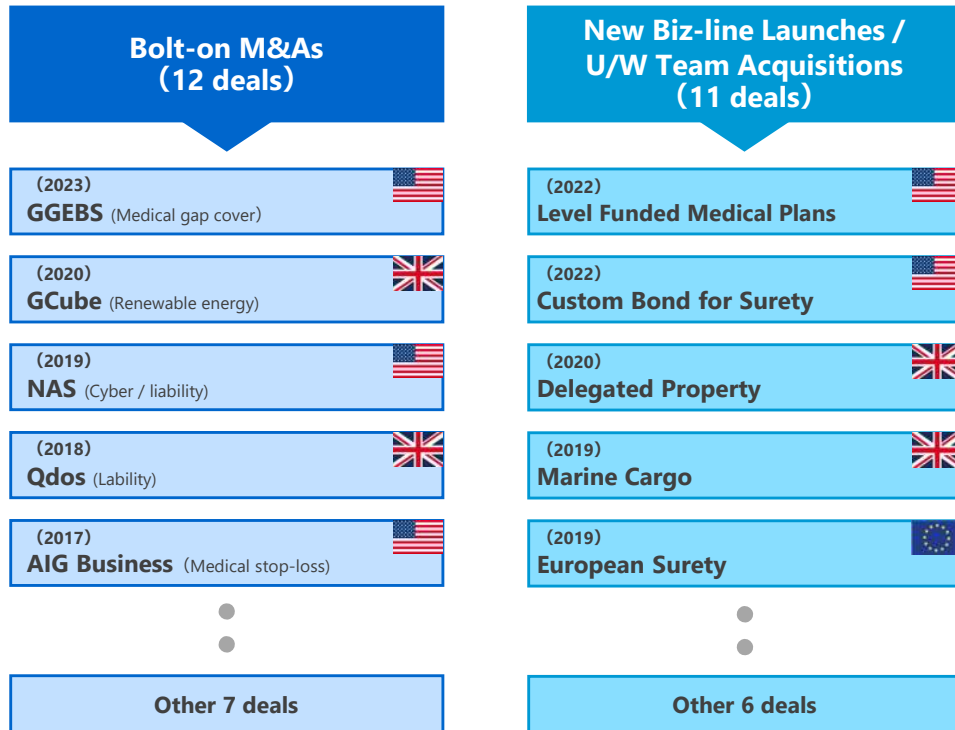 Bolt-on M&As
（12 deals）
（2023）
GGEBS (Medical gap cover）
（2020）
GCube (Renewable energy)
（2019）
NAS (Cyber / liability)
（2018）
Qdos (Lability)
（2017）
AIG Business （Medical stop-loss)
Other 7 deals
New Biz-line Launches /
U/W Team Acquisitions
（11 deals）
（2022）
Level Funded Medical Plans
（2022）
Custom Bond for Surety
（2020）
Delegated Property
（2019）
Marine Cargo
（2019）
European Surety
Other 6 deals